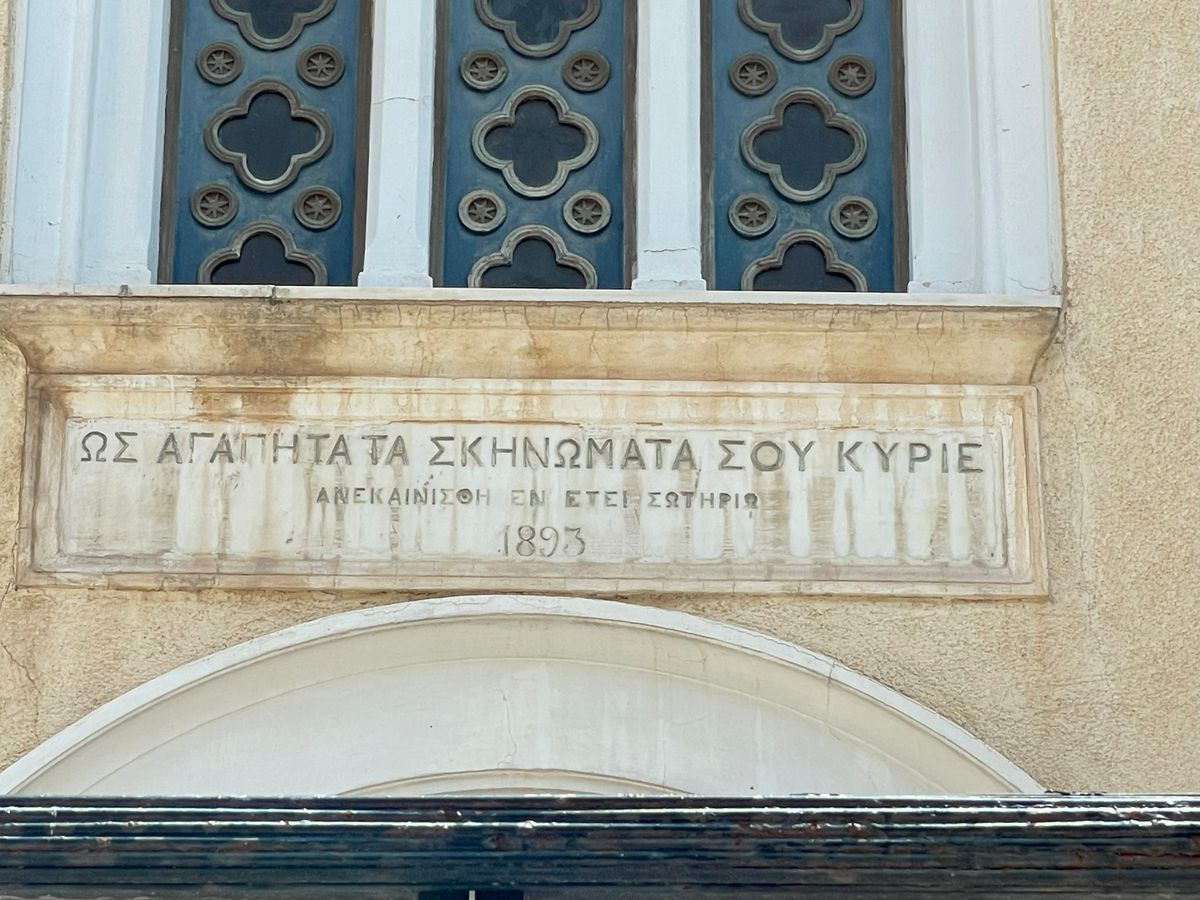 ΩΣ ΑΓΑΠΗΤΑ ΤΑ ΣΚΗΝΩΜΑΤΑ ΣΟΥ ΚΥΡΙΕ
ΑΝΕΚΑΙΝΙΣΘΗ ΕΝ ΕΤΕΙ ΣΩΤΗΡΙΩ
1893